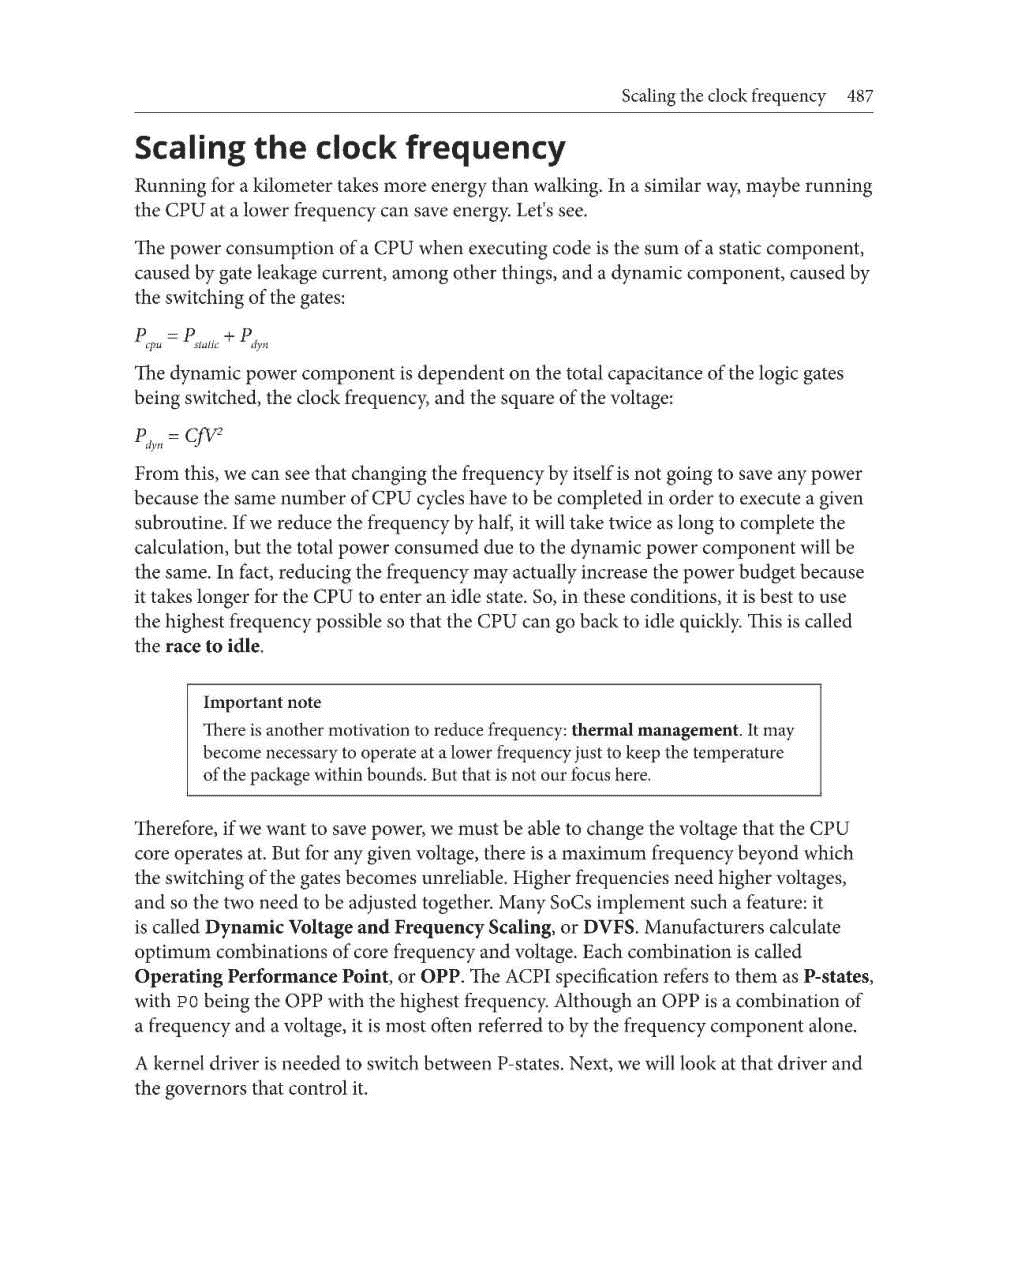 Scaling the clock frequency 487
Scaling the clock frequency
Running for a kilometer takes more energy than walking. In a similar way, maybe running
the CPU at a lower frequency can save energy. Let's see.
The power consumption of a CPU when executing code is the sum of a static component,
caused by gate leakage current, among other things, and a dynamic component, caused by
the switching of the gates:
P_cpu = P_static + P_dyn
The dynamic power component is dependent on the total capacitance of the logic gates
being switched, the clock frequency, and the square of the voltage:
P_dyn = CfV²
From this, we can see that changing the frequency by itself is not going to save any power
because the same number of CPU cycles have to be completed in order to execute a given
subroutine. If we reduce the frequency by half, it will take twice as long to complete the
calculation, but the total power consumed due to the dynamic power component will be
the same. In fact, reducing the frequency may actually increase the power budget because
it takes longer for the CPU to enter an idle state. So, in these conditions, it is best to use
the highest frequency possible so that the CPU can go back to idle quickly. This is called
the race to idle.
Important note
There is another motivation to reduce frequency: thermal management. It may
become necessary to operate at a lower frequency just to keep the temperature
of the package within bounds. But that is not our focus here.
Therefore, if we want to save power, we must be able to change the voltage that the CPU
core operates at. But for any given voltage, there is a maximum frequency beyond which
the switching of the gates becomes unreliable. Higher frequencies need higher voltages,
and so the two need to be adjusted together. Many SoCs implement such a feature: it
is called Dynamic Voltage and Frequency Scaling, or DVFS. Manufacturers calculate
optimum combinations of core frequency and voltage. Each combination is called
Operating Performance Point, or OPP. The ACPI specification refers to them as P-states,
with P0 being the OPP with the highest frequency. Although an OPP is a combination of
a frequency and a voltage, it is most often referred to by the frequency component alone.
A kernel driver is needed to switch between P-states. Next, we will look at that driver and
the governors that control it.